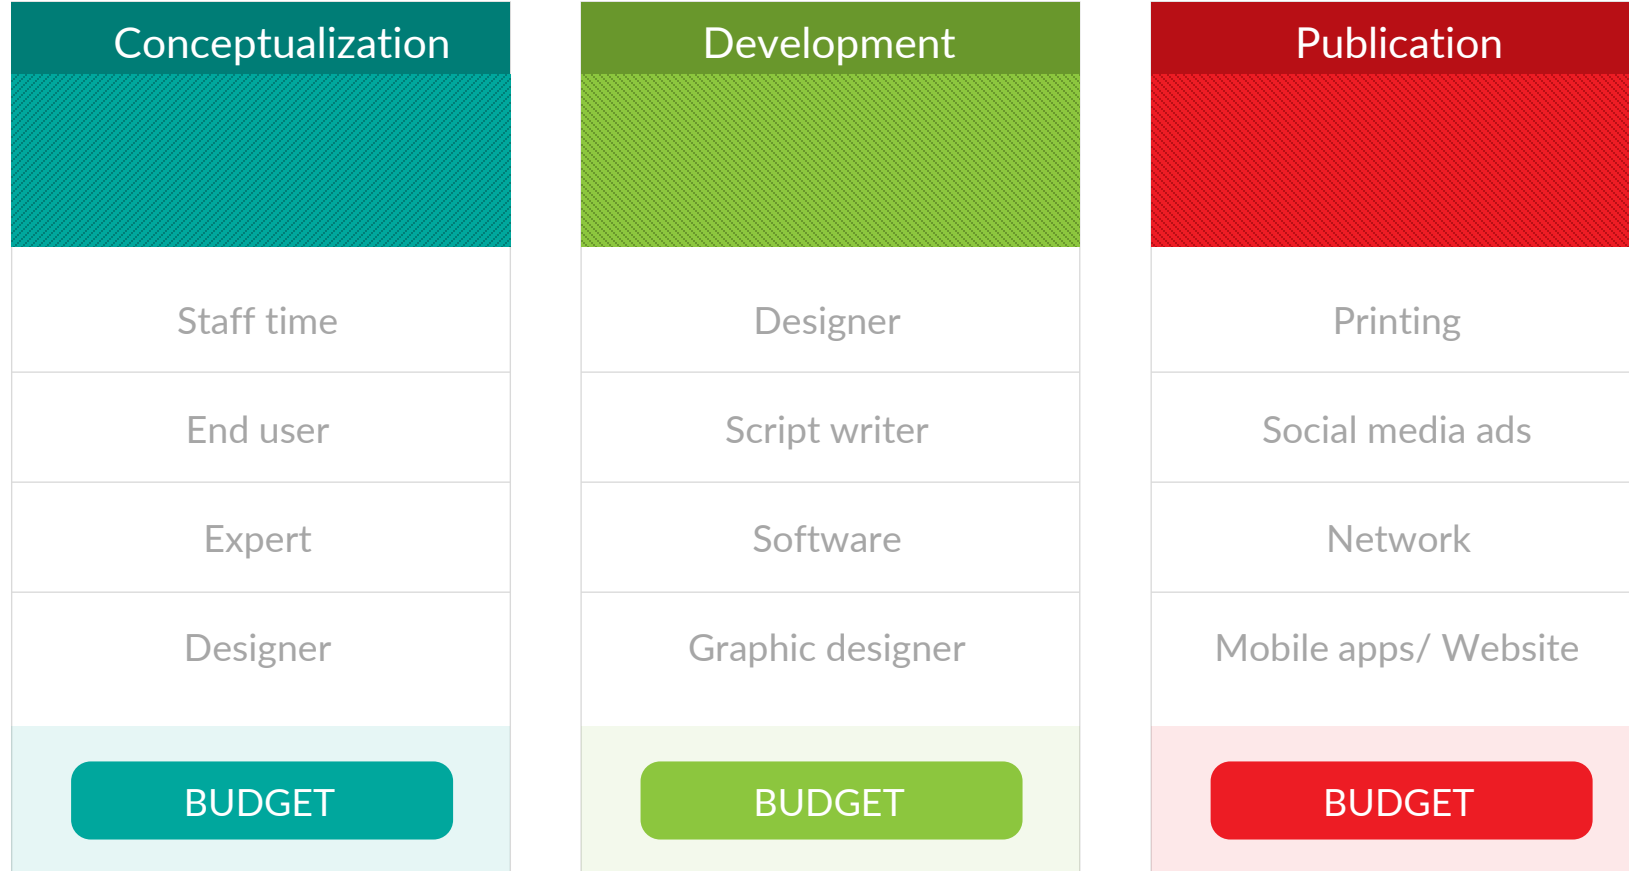 Conceptualization
Staff time
End user
Expert
Designer
BUDGET
Development
Designer
Script writer
Software
Graphic designer
BUDGET
Publication
Printing
Social media ads
Network
Mobile apps/ Website
BUDGET